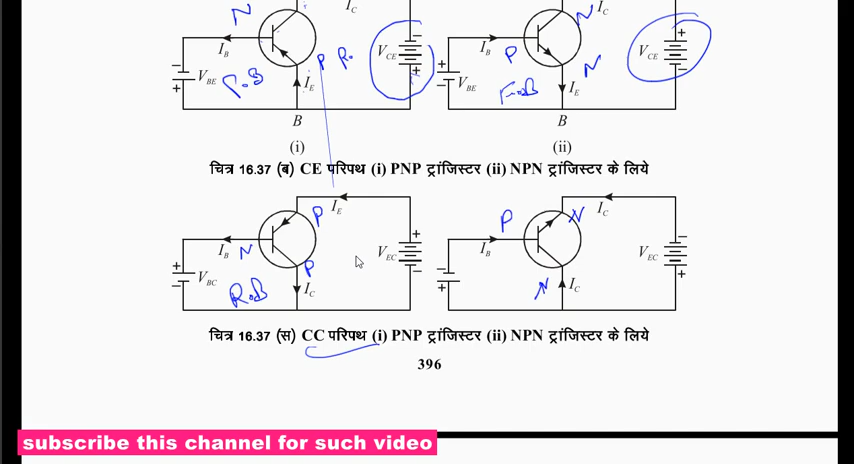 N I_C N I_C
I_B P P. V_CE I_B P V_CE
V_BE I_E V_BE F.B I_E N
B B
(i) (ii)
चित्र 16.37 (ब) CE परिपथ (i) PNP ट्रांजिस्टर (ii) NPN ट्रांजिस्टर के लिये
P I_E P N I_C
I_B N P V_EC I_B V_EC
V_BC R.B I_C N I_C
चित्र 16.37 (स) CC परिपथ (i) PNP ट्रांजिस्टर (ii) NPN ट्रांजिस्टर के लिये
396
subscribe this channel for such video